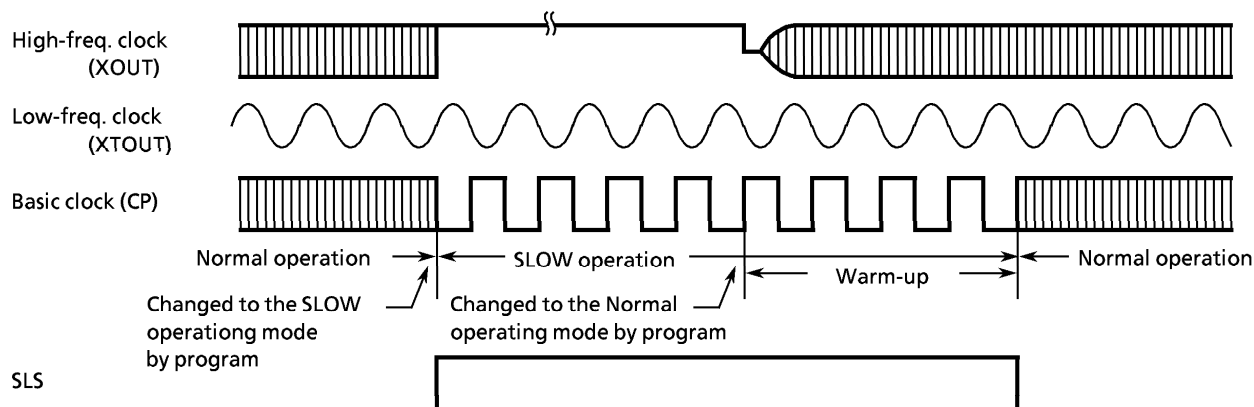 High-freq. clock
(XOUT)
Low-freq. clock
(XTOUT)
Basic clock (CP)
Normal operation
SLOW operation
Normal operation
Warm-up
Changed to the SLOW
operationg mode
by program
Changed to the Normal
operating mode by program
SLS